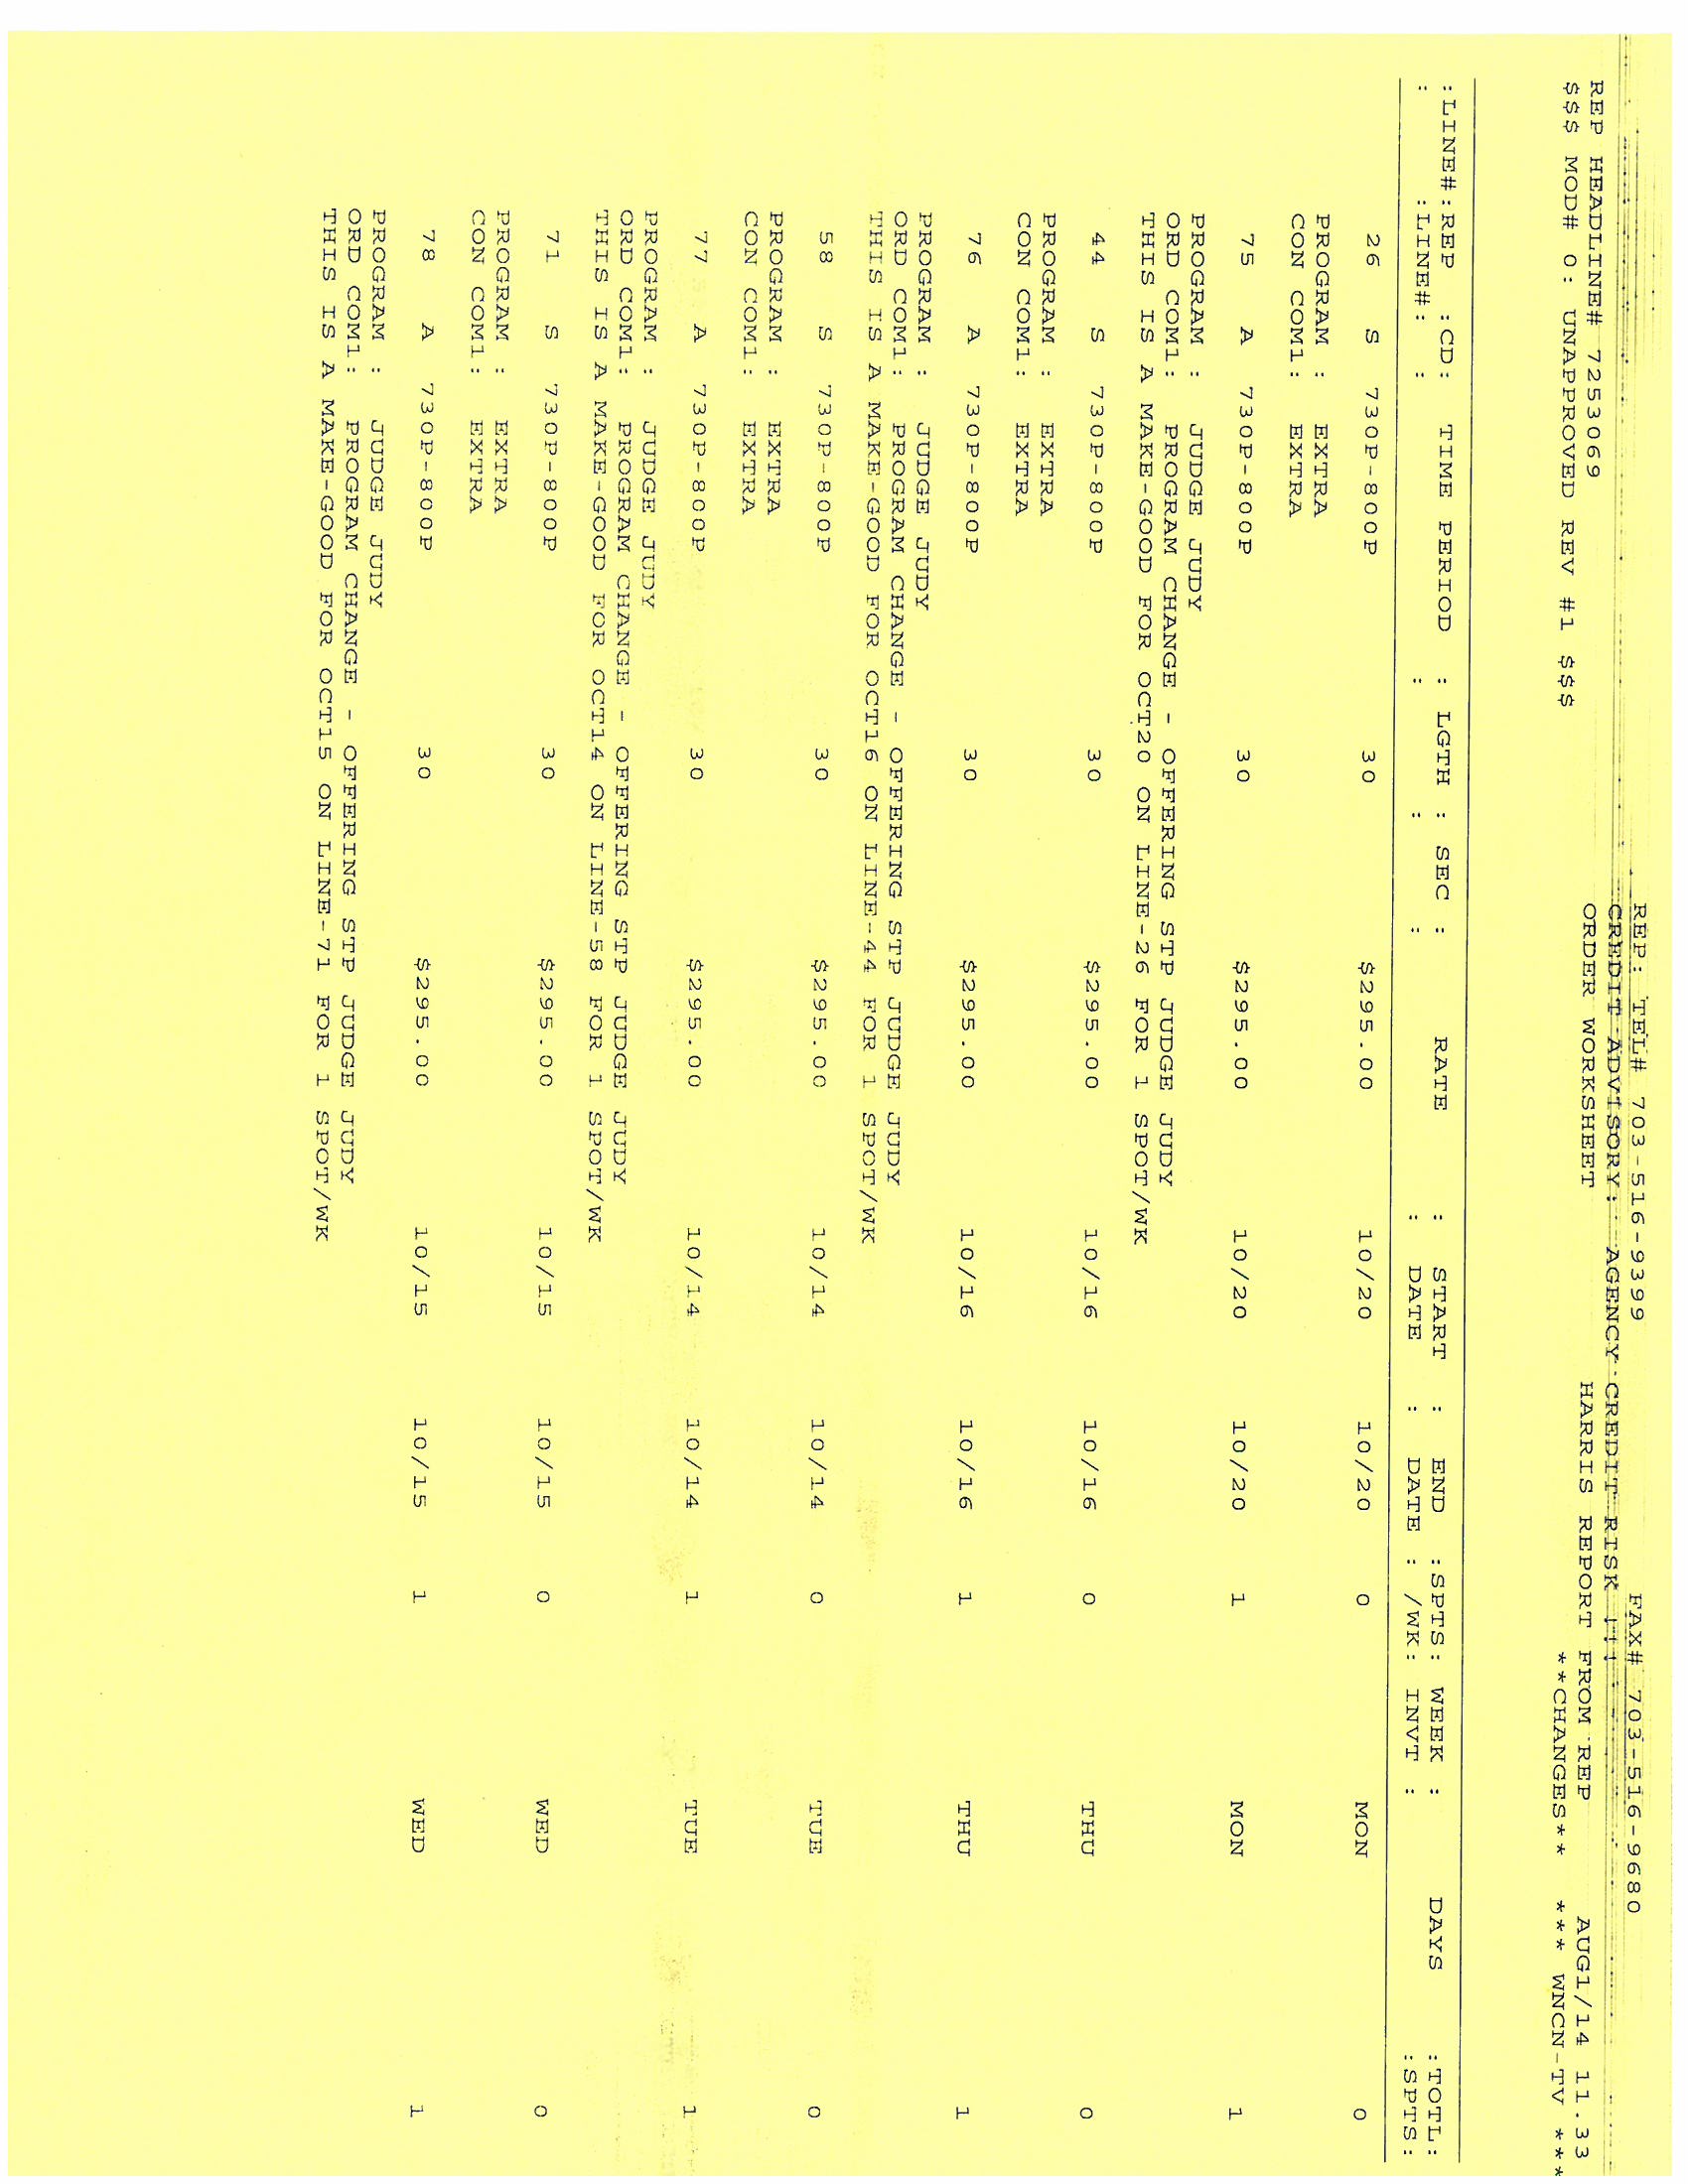 REP: TEL# 703-516-9399 FAX# 703-516-9680
CREDIT ADVISORY: AGENCY CREDIT RISK !!!
REP HEADLINE# 7253069 ORDER WORKSHEET HARRIS REPORT FROM REP AUG1/14 11.33
$$$ MOD# 0: UNAPPROVED REV #1 $$$ **CHANGES** *** WNCN-TV ***
:LINE#:REP :CD: TIME PERIOD : LGTH : SEC : RATE : START : END :SPTS: WEEK : DAYS :TOTL:
: :LINE#: : : : : : DATE : DATE : /WK: INVT : :SPTS:
26 S 730P-800P 30 $295.00 10/20 10/20 0 MON 0
PROGRAM : EXTRA
CON COM1: EXTRA
75 A 730P-800P 30 $295.00 10/20 10/20 1 MON 1
PROGRAM : JUDGE JUDY
ORD COM1: PROGRAM CHANGE - OFFERING STP JUDGE JUDY
THIS IS A MAKE-GOOD FOR OCT20 ON LINE-26 FOR 1 SPOT/WK
44 S 730P-800P 30 $295.00 10/16 10/16 0 THU 0
PROGRAM : EXTRA
CON COM1: EXTRA
76 A 730P-800P 30 $295.00 10/16 10/16 1 THU 1
PROGRAM : JUDGE JUDY
ORD COM1: PROGRAM CHANGE - OFFERING STP JUDGE JUDY
THIS IS A MAKE-GOOD FOR OCT16 ON LINE-44 FOR 1 SPOT/WK
58 S 730P-800P 30 $295.00 10/14 10/14 0 TUE 0
PROGRAM : EXTRA
CON COM1: EXTRA
77 A 730P-800P 30 $295.00 10/14 10/14 1 TUE 1
PROGRAM : JUDGE JUDY
ORD COM1: PROGRAM CHANGE - OFFERING STP JUDGE JUDY
THIS IS A MAKE-GOOD FOR OCT14 ON LINE-58 FOR 1 SPOT/WK
71 S 730P-800P 30 $295.00 10/15 10/15 0 WED 0
PROGRAM : EXTRA
CON COM1: EXTRA
78 A 730P-800P 30 $295.00 10/15 10/15 1 WED 1
PROGRAM : JUDGE JUDY
ORD COM1: PROGRAM CHANGE - OFFERING STP JUDGE JUDY
THIS IS A MAKE-GOOD FOR OCT15 ON LINE-71 FOR 1 SPOT/WK